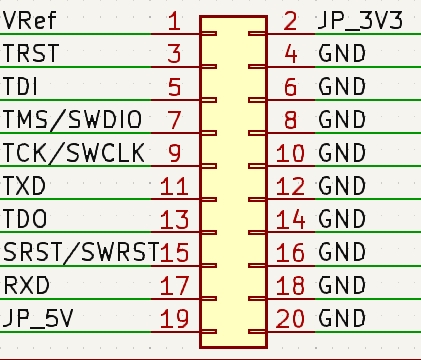 VRef 1 2 JP_3V3
TRST 3 4 GND
TDI 5 6 GND
TMS/SWDIO 7 8 GND
TCK/SWCLK 9 10 GND
TXD 11 12 GND
TDO 13 14 GND
SRST/SWRST 15 16 GND
RXD 17 18 GND
JP_5V 19 20 GND